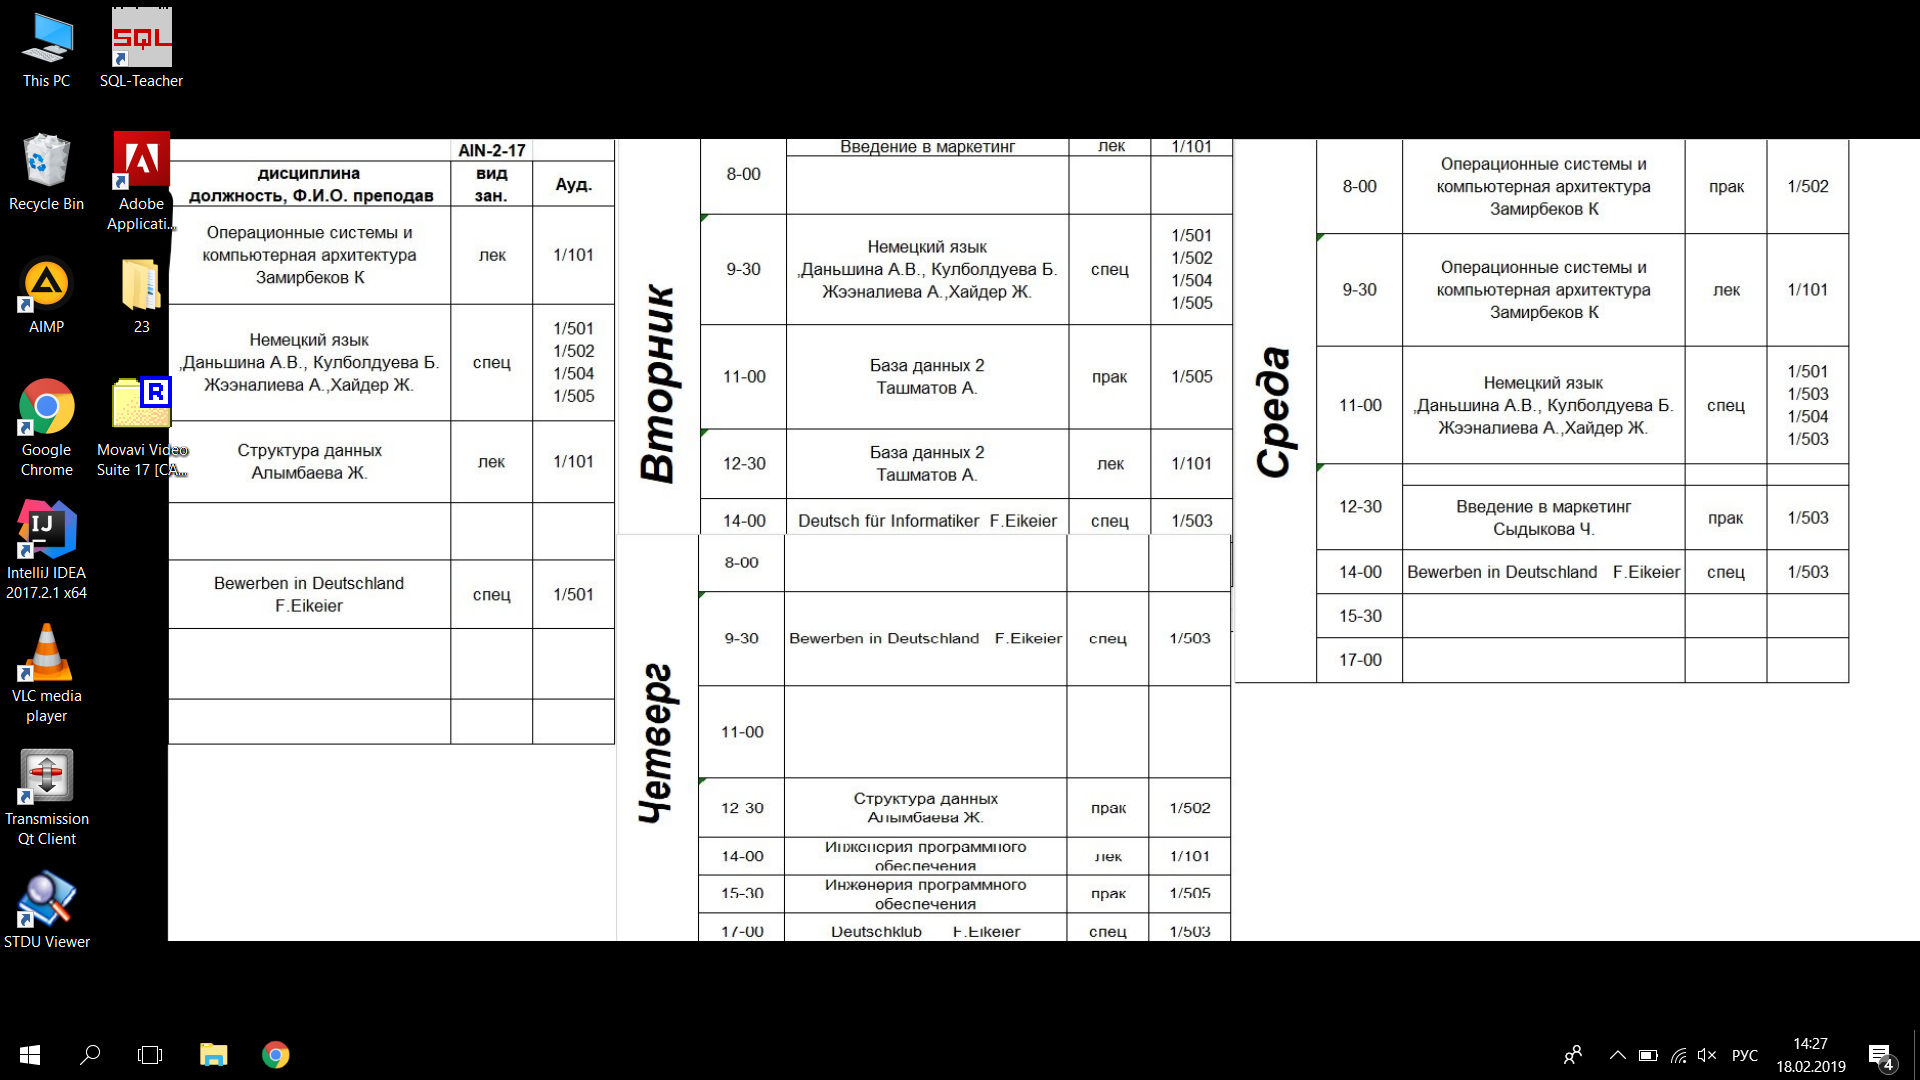 This PC
SQL
SQL-Teacher
Recycle Bin
Adobe
Applicati...
AIMP
23
Google
Chrome
R
Movavi Video
Suite 17 [CA...
IJ
IntelliJ IDEA
2017.2.1 x64
VLC media
player
Transmission
Qt Client
STDU Viewer
AIN-2-17
дисциплина
должность, Ф.И.О. преподав
вид
зан.
Ауд.
Операционные системы и
компьютерная архитектура
Замирбеков К
лек
1/101
Немецкий язык
,Даньшина А.В., Кулболдуева Б.
Жээналиева А.,Хайдер Ж.
спец
1/501
1/502
1/504
1/505
Структура данных
Алымбаева Ж.
лек
1/101
Bewerben in Deutschland
F.Eikeier
спец
1/501
Вторник
8-00
Введение в маркетинг
лек
1/101
9-30
Немецкий язык
,Даньшина А.В., Кулболдуева Б.
Жээналиева А.,Хайдер Ж.
спец
1/501
1/502
1/504
1/505
11-00
База данных 2
Ташматов А.
прак
1/505
12-30
База данных 2
Ташматов А.
лек
1/101
14-00
Deutsch für Informatiker F.Eikeier
спец
1/503
Четверг
8-00
9-30
Bewerben in Deutschland F.Eikeier
спец
1/503
11-00
12-30
Структура данных
Алымбаева Ж.
прак
1/502
14-00
Инженерия программного
обеспечения
лек
1/101
15-30
Инженерия программного
обеспечения
прак
1/505
17-00
Deutschklub F.Eikeier
спец
1/503
Среда
8-00
Операционные системы и
компьютерная архитектура
Замирбеков К
прак
1/502
9-30
Операционные системы и
компьютерная архитектура
Замирбеков К
лек
1/101
11-00
Немецкий язык
,Даньшина А.В., Кулболдуева Б.
Жээналиева А.,Хайдер Ж.
спец
1/501
1/503
1/504
1/503
12-30
Введение в маркетинг
Сыдыкова Ч.
прак
1/503
14-00
Bewerben in Deutschland F.Eikeier
спец
1/503
15-30
17-00
РУС
14:27
18.02.2019
4